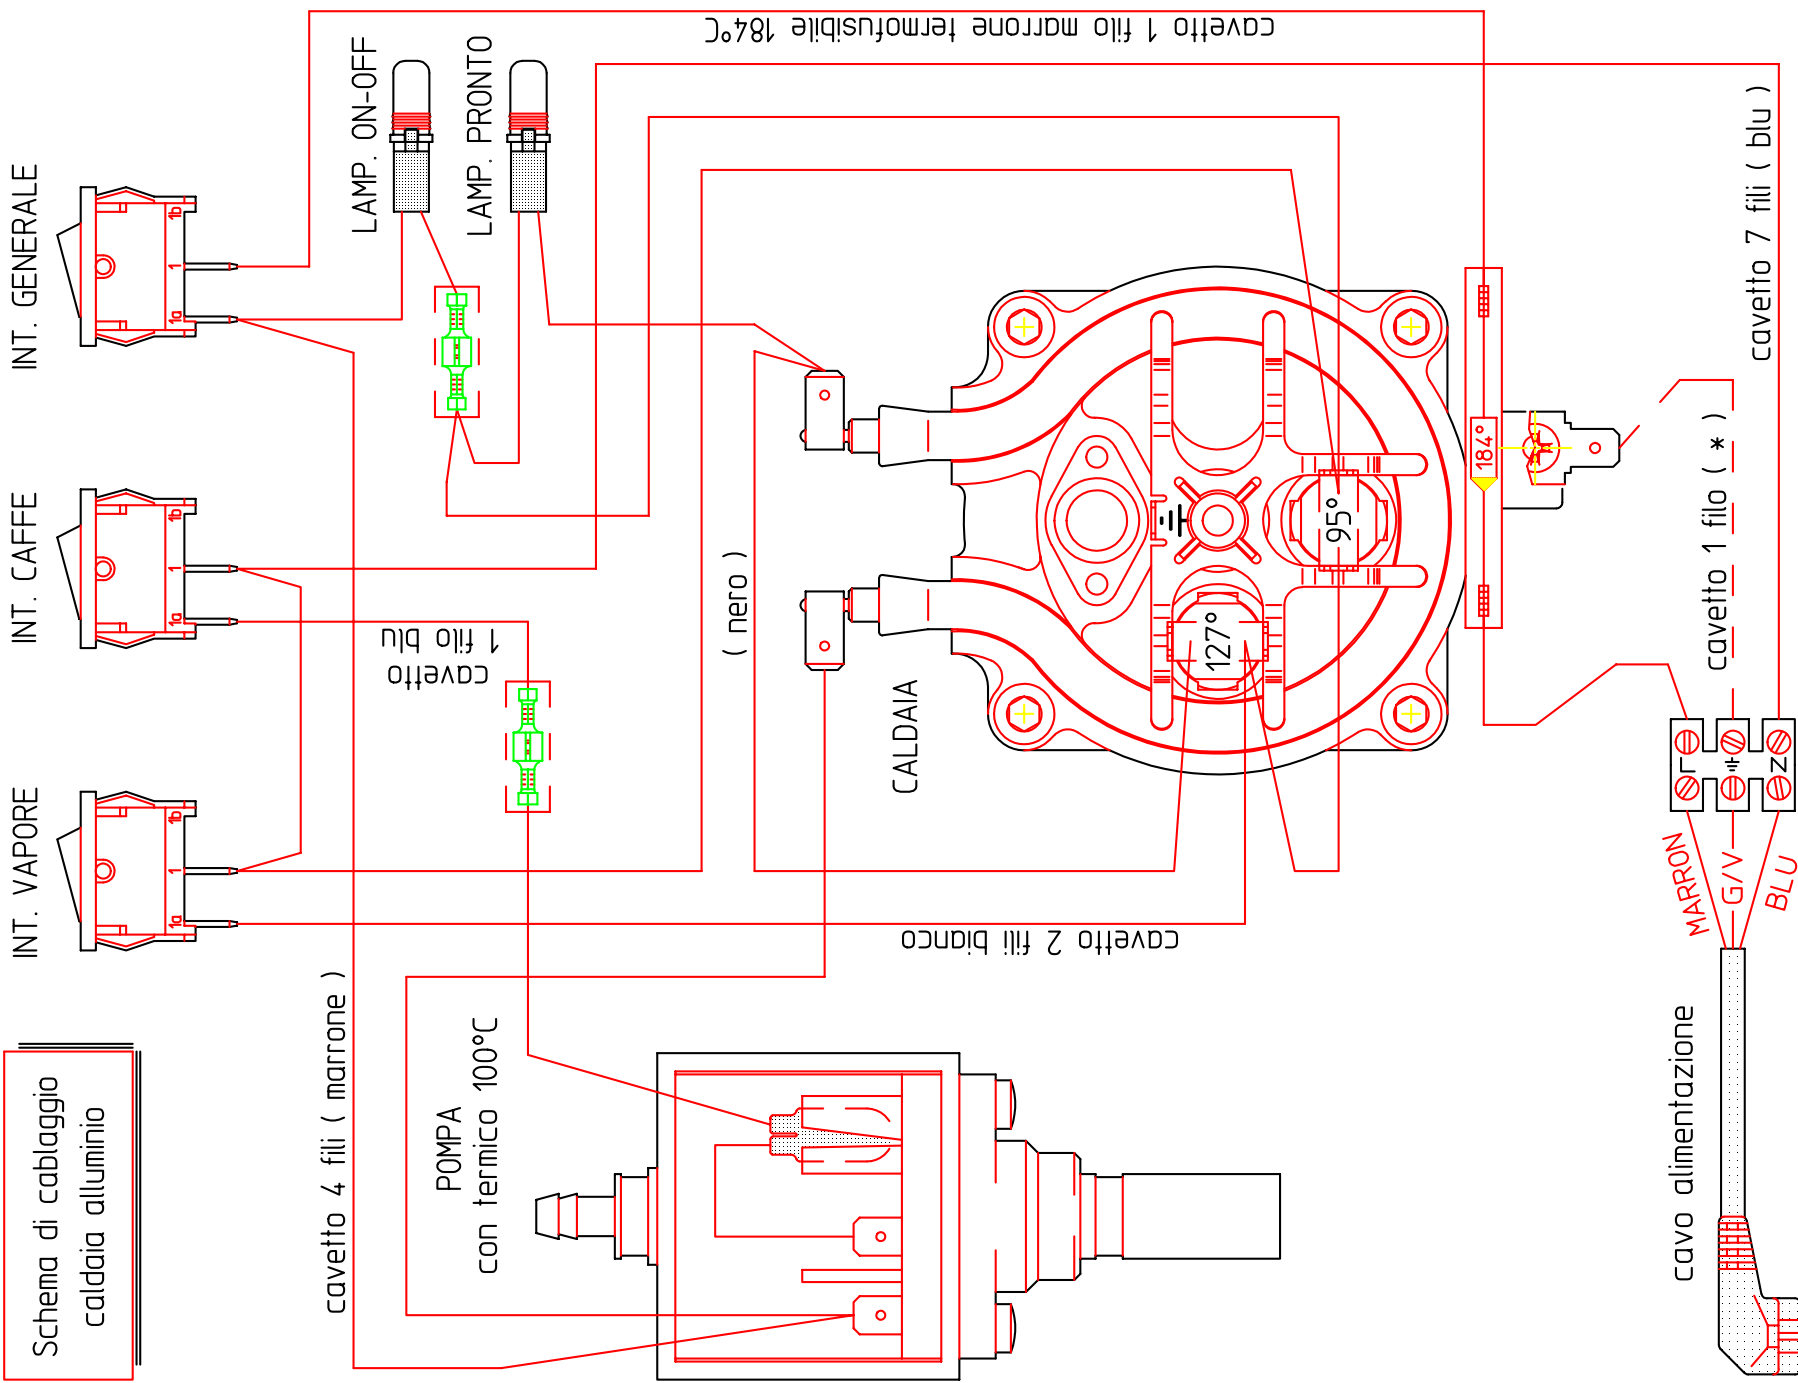 Schema di cablaggio
caldaia alluminio
INT. VAPORE
INT. CAFFE
INT. GENERALE
1a
1
1b
1a
1
1b
1a
1
1b
LAMP. ON-OFF
LAMP. PRONTO
cavetto 1 filo marrone termofusibile 184°C
cavetto
1 filo blu
cavetto 4 fili ( marrone )
POMPA
con termico 100°C
( nero )
CALDAIA
cavetto 2 fili bianco
127°
95°
184°
cavetto 1 filo ( * )
cavetto 7 fili ( blu )
L
N
MARRON
G/V
BLU
cavo alimentazione